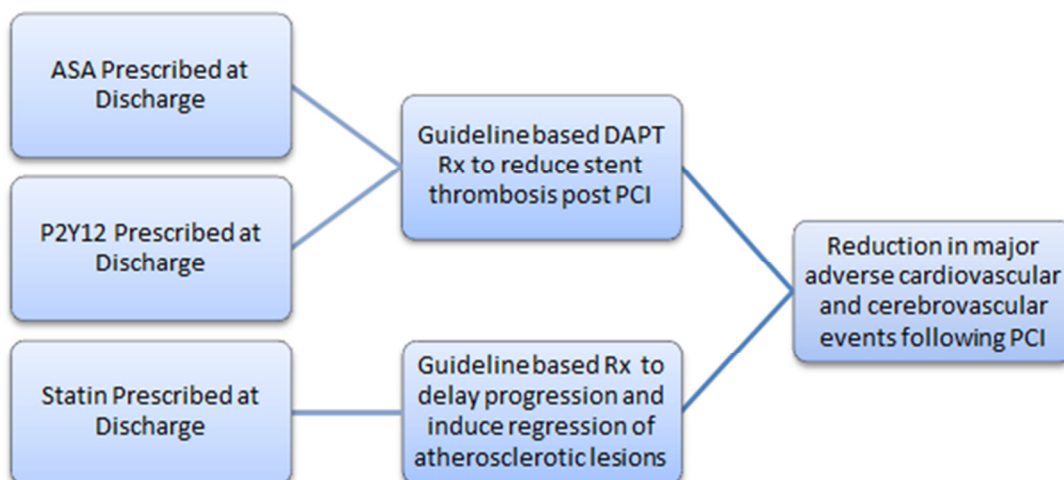 ASA Prescribed at
Discharge
P2Y12 Prescribed at
Discharge
Statin Prescribed at
Discharge
Guideline based DAPT
Rx to reduce stent
thrombosis post PCI
Guideline based Rx to
delay progression and
induce regression of
atherosclerotic lesions
Reduction in major
adverse cardiovascular
and cerebrovascular
events following PCI